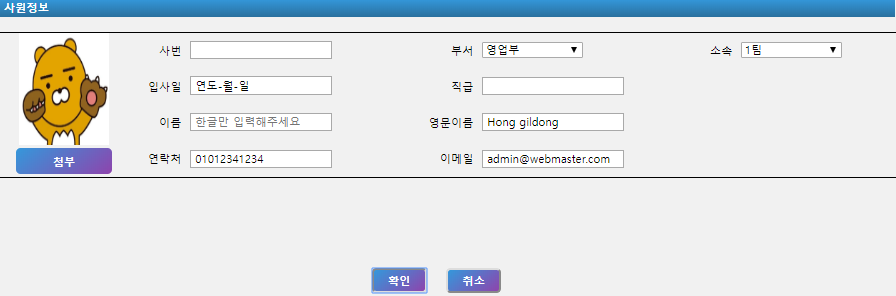 사원정보
사번 부서 영업부 ▼ 소속 1팀 ▼
입사일 연도-월-일 직급
이름 한글만 입력해주세요 영문이름 Hong gildong
첨부 연락처 01012341234 이메일 admin@webmaster.com
확인 취소